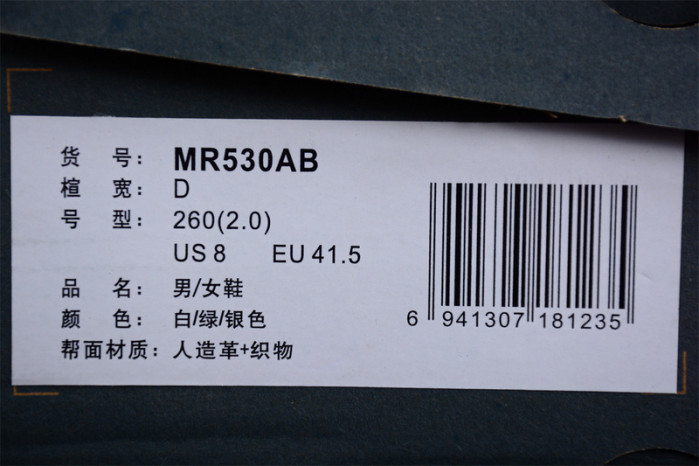 货 号： MR530AB
楦 宽： D
号 型： 260(2.0)
US 8 EU 41.5
品 名： 男/女鞋
颜 色： 白/绿/银色
帮面材质： 人造革+织物
6 941307 181235